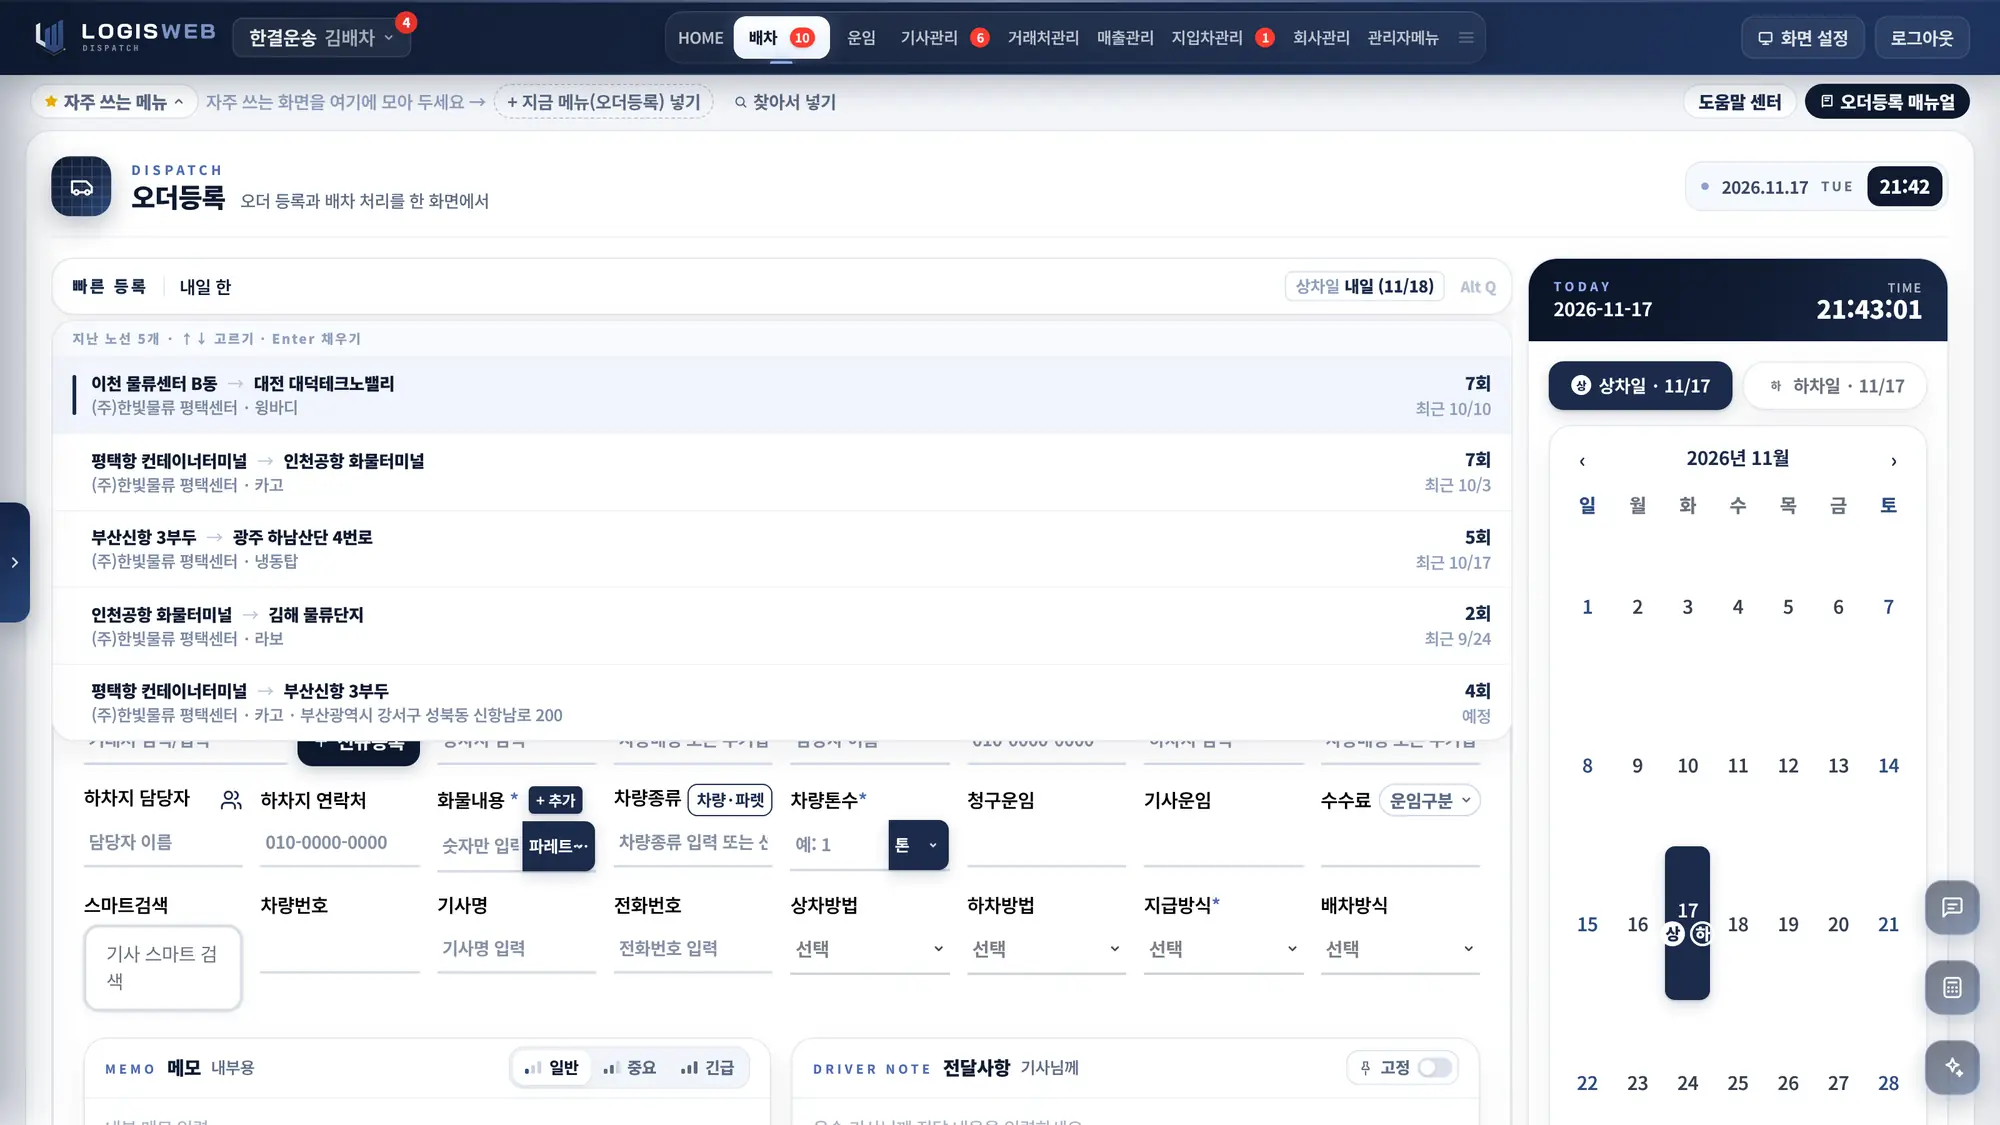 LOGISWEB
DISPATCH
한결운송 김배차
4
HOME
배차 10
운임
기사관리 6
거래처관리
매출관리
지입차관리 1
회사관리
관리자메뉴
화면 설정
로그아웃
자주 쓰는 메뉴
자주 쓰는 화면을 여기에 모아 두세요 →
+ 지금 메뉴(오더등록) 넣기
찾아서 넣기
도움말 센터
오더등록 매뉴얼
DISPATCH
오더등록 오더 등록과 배차 처리를 한 화면에서
2026.11.17 TUE 21:42
빠른 등록 내일 한
상차일 내일 (11/18) Alt Q
지난 노선 5개 · ↑↓ 고르기 · Enter 채우기
이천 물류센터 B동 → 대전 대덕테크노밸리 7회
(주)한빛물류 평택센터 · 윙바디 최근 10/10
평택항 컨테이너터미널 → 인천공항 화물터미널 7회
(주)한빛물류 평택센터 · 카고 최근 10/3
부산신항 3부두 → 광주 하남산단 4번로 5회
(주)한빛물류 평택센터 · 냉동탑 최근 10/17
인천공항 화물터미널 → 김해 물류단지 2회
(주)한빛물류 평택센터 · 라보 최근 9/24
평택항 컨테이너터미널 → 부산신항 3부두 4회
(주)한빛물류 평택센터 · 카고 · 부산광역시 강서구 성북동 신항남로 200 예정
하차지 담당자
하차지 연락처
화물내용 * + 추가
차량종류 차량·파렛
차량톤수*
청구운임
기사운임
수수료 운임구분
담당자 이름
010-0000-0000
숫자만 입력
파레트
차량종류 입력 또는
예: 1
톤
스마트검색
차량번호
기사명
전화번호
상차방법
하차방법
지급방식*
배차방식
기사 스마트 검색
기사명 입력
전화번호 입력
선택
선택
선택
선택
MEMO 메모 내부용
일반 중요 긴급
DRIVER NOTE 전달사항 기사님께
고정
TODAY
2026-11-17
TIME
21:43:01
상 상차일 · 11/17
하 하차일 · 11/17
‹ 2026년 11월 ›
일 월 화 수 목 금 토
1 2 3 4 5 6 7
8 9 10 11 12 13 14
15 16 17 18 19 20 21
상 하
22 23 24 25 26 27 28